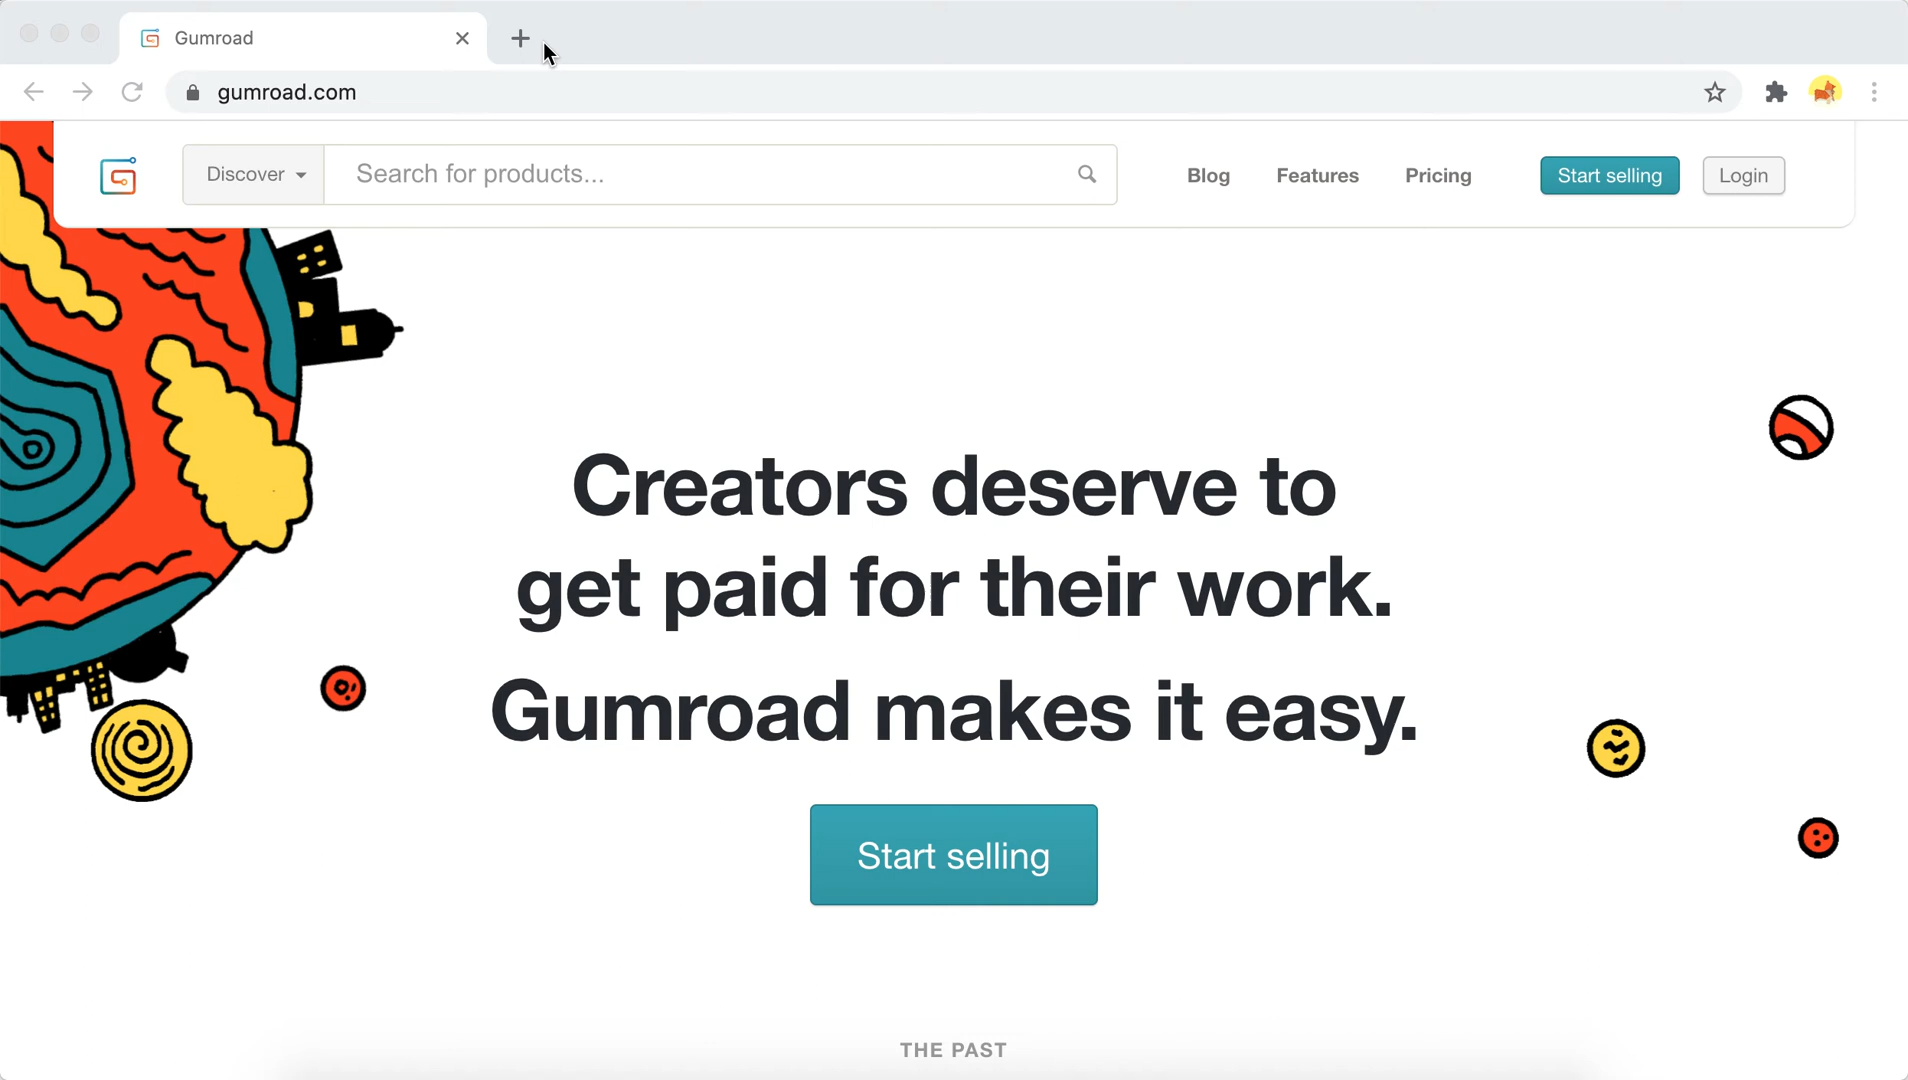 Gumroad
gumroad.com
Discover
Search for products...
Blog
Features
Pricing
Start selling
Login
Creators deserve to
get paid for their work.
Gumroad makes it easy.
Start selling
THE PAST